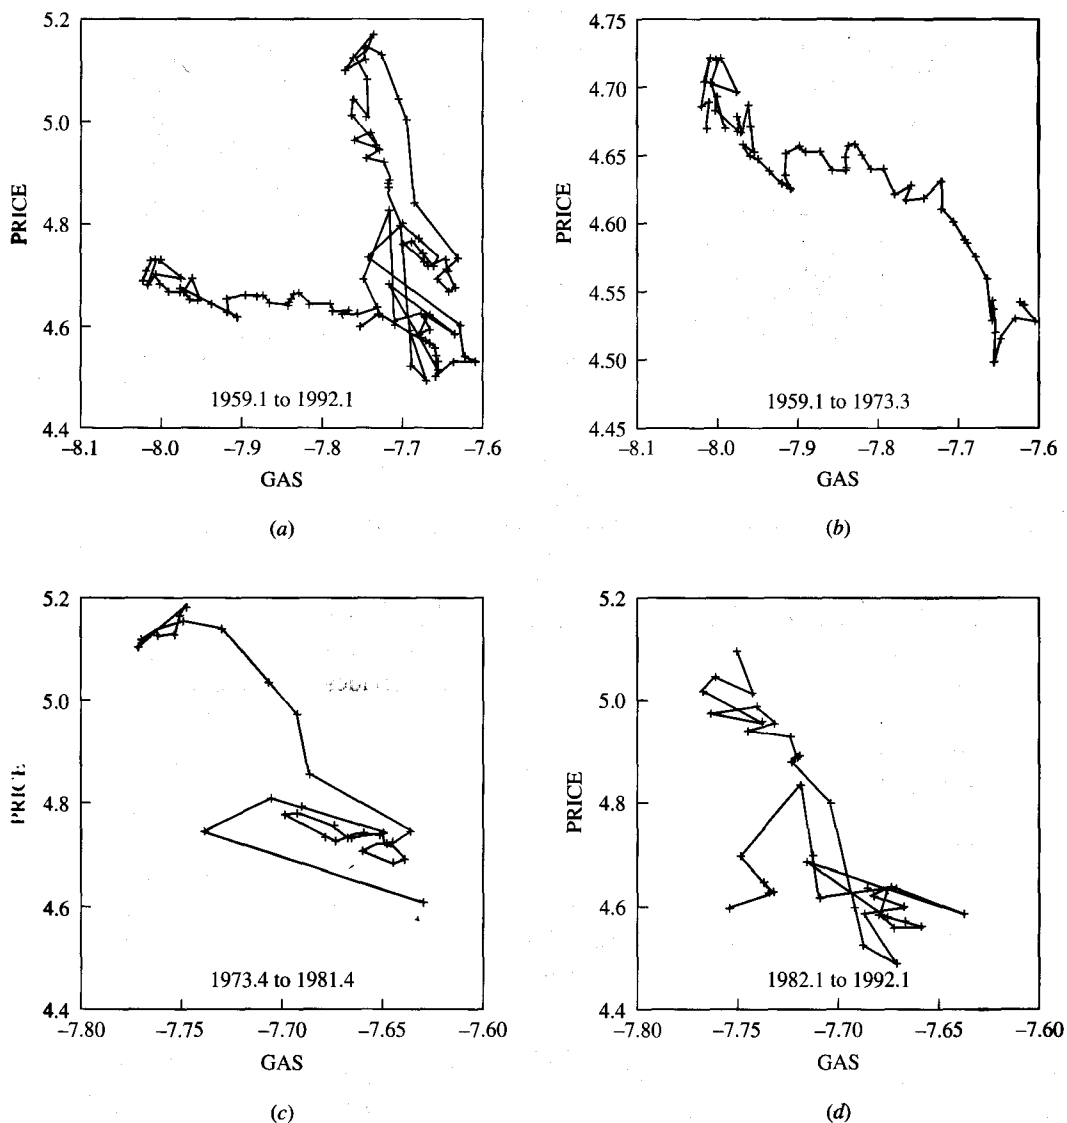 PRICE
5.2
5.0
4.8
4.6
4.4
1959.1 to 1992.1
–8.1 –8.0 –7.9 –7.8 –7.7 –7.6
GAS
(a)
PRICE
4.75
4.70
4.65
4.60
4.55
4.50
4.45
1959.1 to 1973.3
–8.1 –8.0 –7.9 –7.8 –7.7 –7.6
GAS
(b)
PRICE
5.2
5.0
4.8
4.6
4.4
1973.4 to 1981.4
–7.80 –7.75 –7.70 –7.65 –7.60
GAS
(c)
PRICE
5.2
5.0
4.8
4.6
4.4
1982.1 to 1992.1
–7.80 –7.75 –7.70 –7.65 –7.60
GAS
(d)